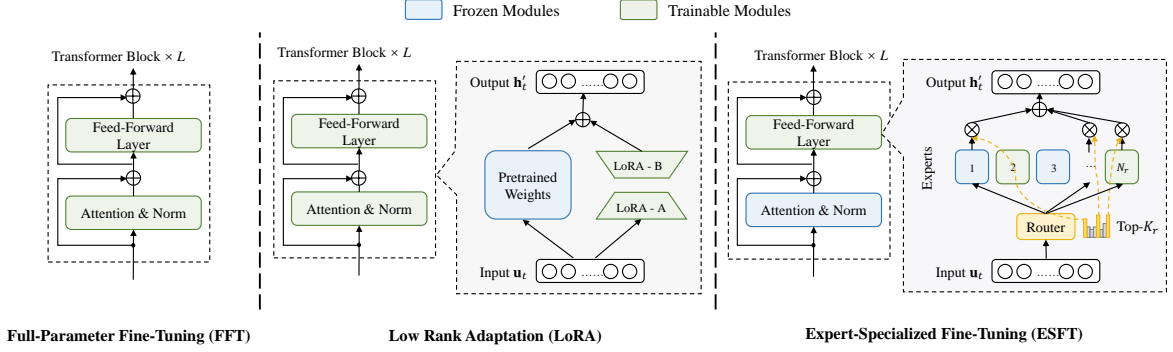 Frozen Modules
Trainable Modules
Transformer Block × L
Feed-Forward
Layer
Attention & Norm
Full-Parameter Fine-Tuning (FFT)
Transformer Block × L
Feed-Forward
Layer
Attention & Norm
Output h′ₜ
Pretrained
Weights
LoRA - B
LoRA - A
Input uₜ
......
......
Low Rank Adaptation (LoRA)
Transformer Block × L
Feed-Forward
Layer
Attention & Norm
Output h′ₜ
......
Experts
1
2
3
...
Nᵣ
Router
Top-Kᵣ
Input uₜ
......
Expert-Specialized Fine-Tuning (ESFT)